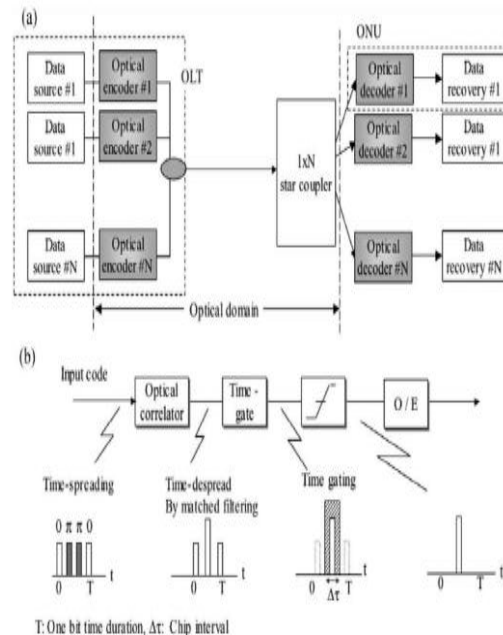 (a)
ONU
OLT
Data source #1
Optical encoder #1
Optical decoder #1
Data recovery #1
Data source #1
Optical encoder #2
1xN star coupler
Optical decoder #2
Data recovery #1
Data source #N
Optical encoder #N
Optical decoder #N
Data recovery #N
Optical domain
(b)
Input code
Optical correlator
Time - gate
O / E
Time-spreading
Time-despread
By matched filtering
Time gating
0 π π 0
0 T t
0 T t
0 Δτ T t
0 T t
T: One bit time duration, Δτ: Chip interval